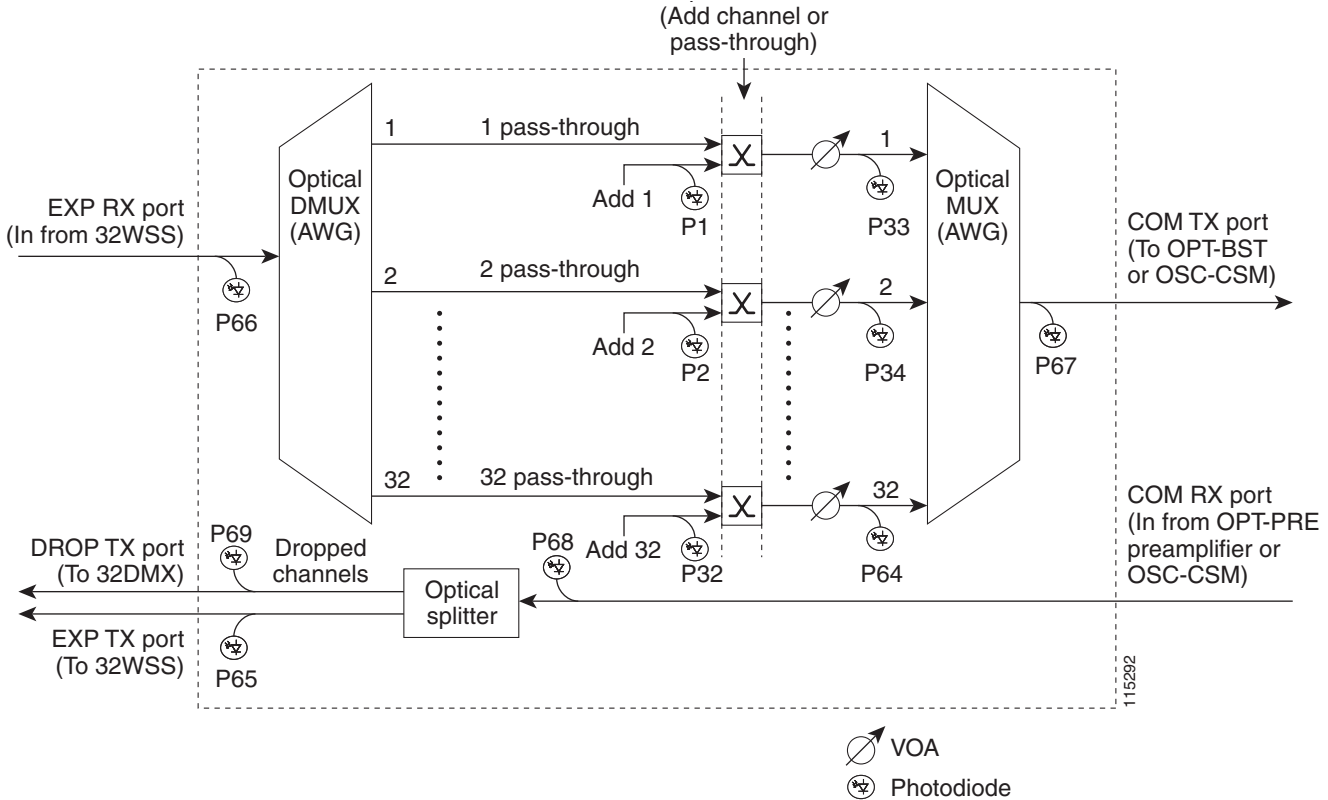 (Add channel or
pass-through)
1
1 pass-through
1
Optical
DMUX
(AWG)
Add 1
P1
P33
Optical
MUX
(AWG)
EXP RX port
(In from 32WSS)
COM TX port
(To OPT-BST
or OSC-CSM)
P66
2
2 pass-through
2
Add 2
P2
P34
P67
32
32 pass-through
32
Add 32
P32
P64
COM RX port
(In from OPT-PRE
preamplifier or
OSC-CSM)
P69
P68
DROP TX port
(To 32DMX)
Dropped
channels
Optical
splitter
EXP TX port
(To 32WSS)
P65
115292
VOA
Photodiode